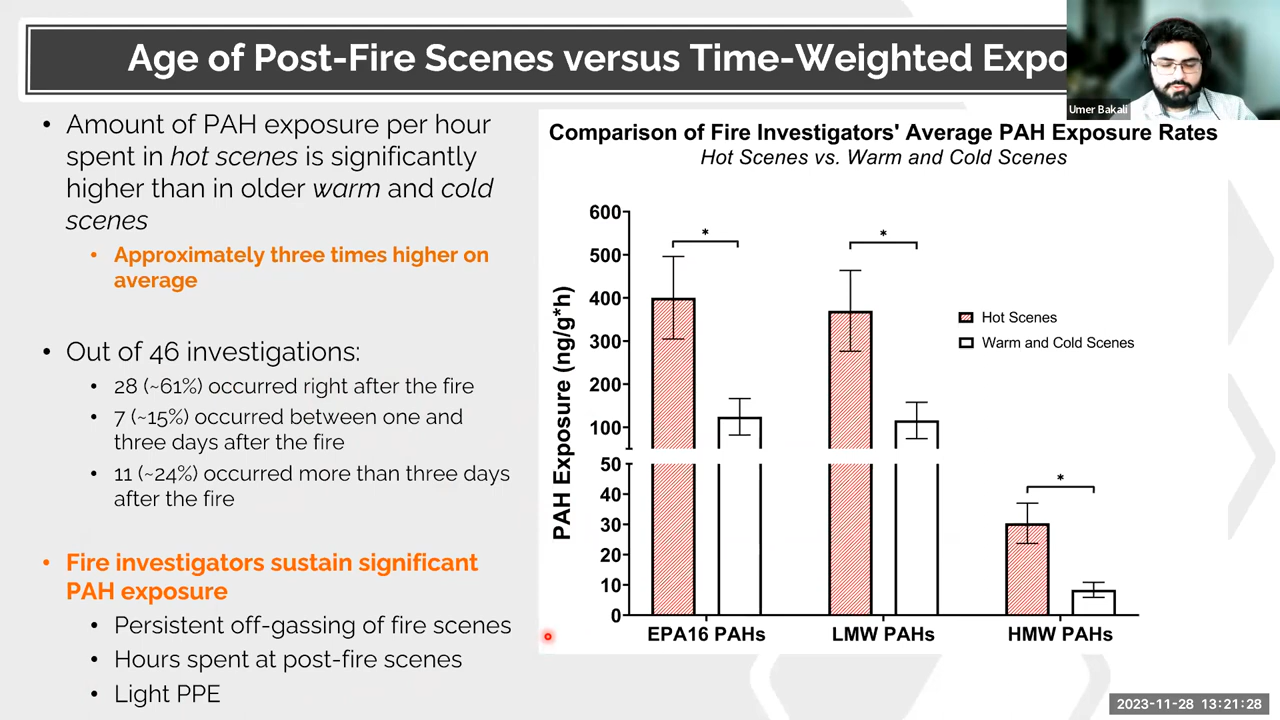 Age of Post-Fire Scenes versus Time-Weighted Expo
Umer Bakali
• Amount of PAH exposure per hour
spent in hot scenes is significantly
higher than in older warm and cold
scenes
• Approximately three times higher on
average
• Out of 46 investigations:
• 28 (~61%) occurred right after the fire
• 7 (~15%) occurred between one and
three days after the fire
• 11 (~24%) occurred more than three days
after the fire
• Fire investigators sustain significant
PAH exposure
• Persistent off-gassing of fire scenes
• Hours spent at post-fire scenes
• Light PPE
Comparison of Fire Investigators' Average PAH Exposure Rates
Hot Scenes vs. Warm and Cold Scenes
PAH Exposure (ng/g*h)
600
500
400
300
200
100
50
40
30
20
10
0
*
*
*
Hot Scenes
Warm and Cold Scenes
EPA16 PAHs
LMW PAHs
HMW PAHs
2023-11-28 13:21:28